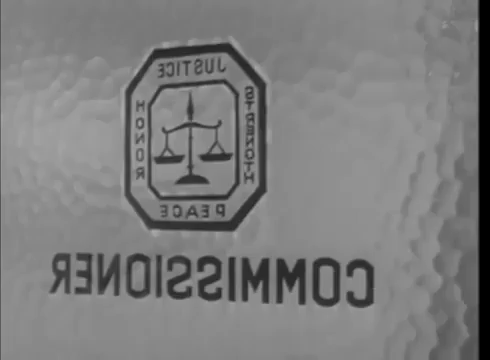 JUSTICE
HONOR
STRENGTH
PEACE
COMMISSIONER